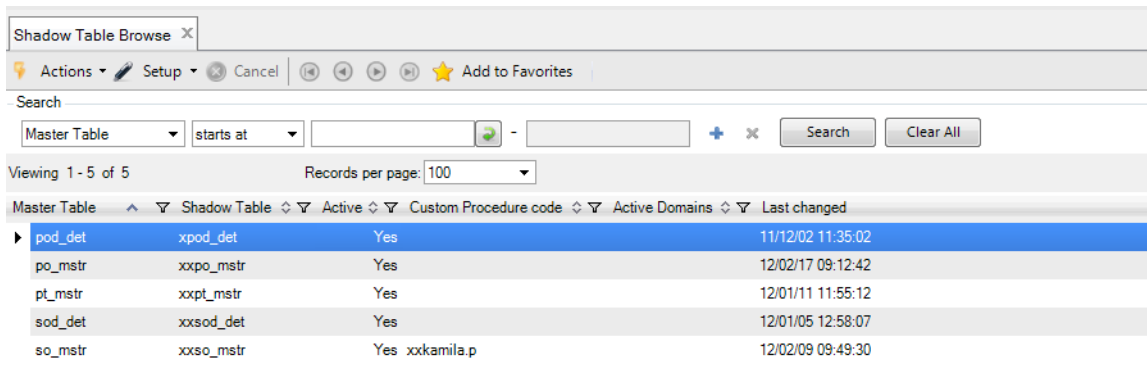 Shadow Table Browse
Actions Setup Cancel Add to Favorites
Search
Master Table starts at - Search Clear All
Viewing 1 - 5 of 5 Records per page: 100
Master Table Shadow Table Active Custom Procedure code Active Domains Last changed
pod_det xpod_det Yes 11/12/02 11:35:02
po_mstr xxpo_mstr Yes 12/02/17 09:12:42
pt_mstr xxpt_mstr Yes 12/01/11 11:55:12
sod_det xxsod_det Yes 12/01/05 12:58:07
so_mstr xxso_mstr Yes xxkamila.p 12/02/09 09:49:30